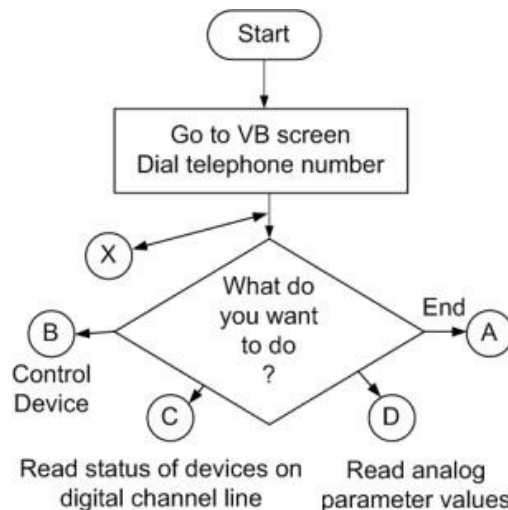 Start
Go to VB screen
Dial telephone number
X
What do
you want
to do
?
End
A
B
Control
Device
C
D
Read status of devices on
digital channel line
Read analog
parameter values